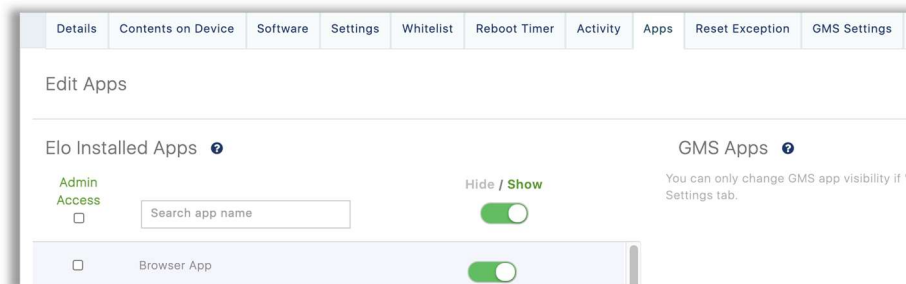 Details Contents on Device Software Settings Whitelist Reboot Timer Activity Apps Reset Exception GMS Settings
Edit Apps
Elo Installed Apps
GMS Apps
You can only change GMS app visibility if
Settings tab.
Admin
Access
Hide / Show
Search app name
Browser App